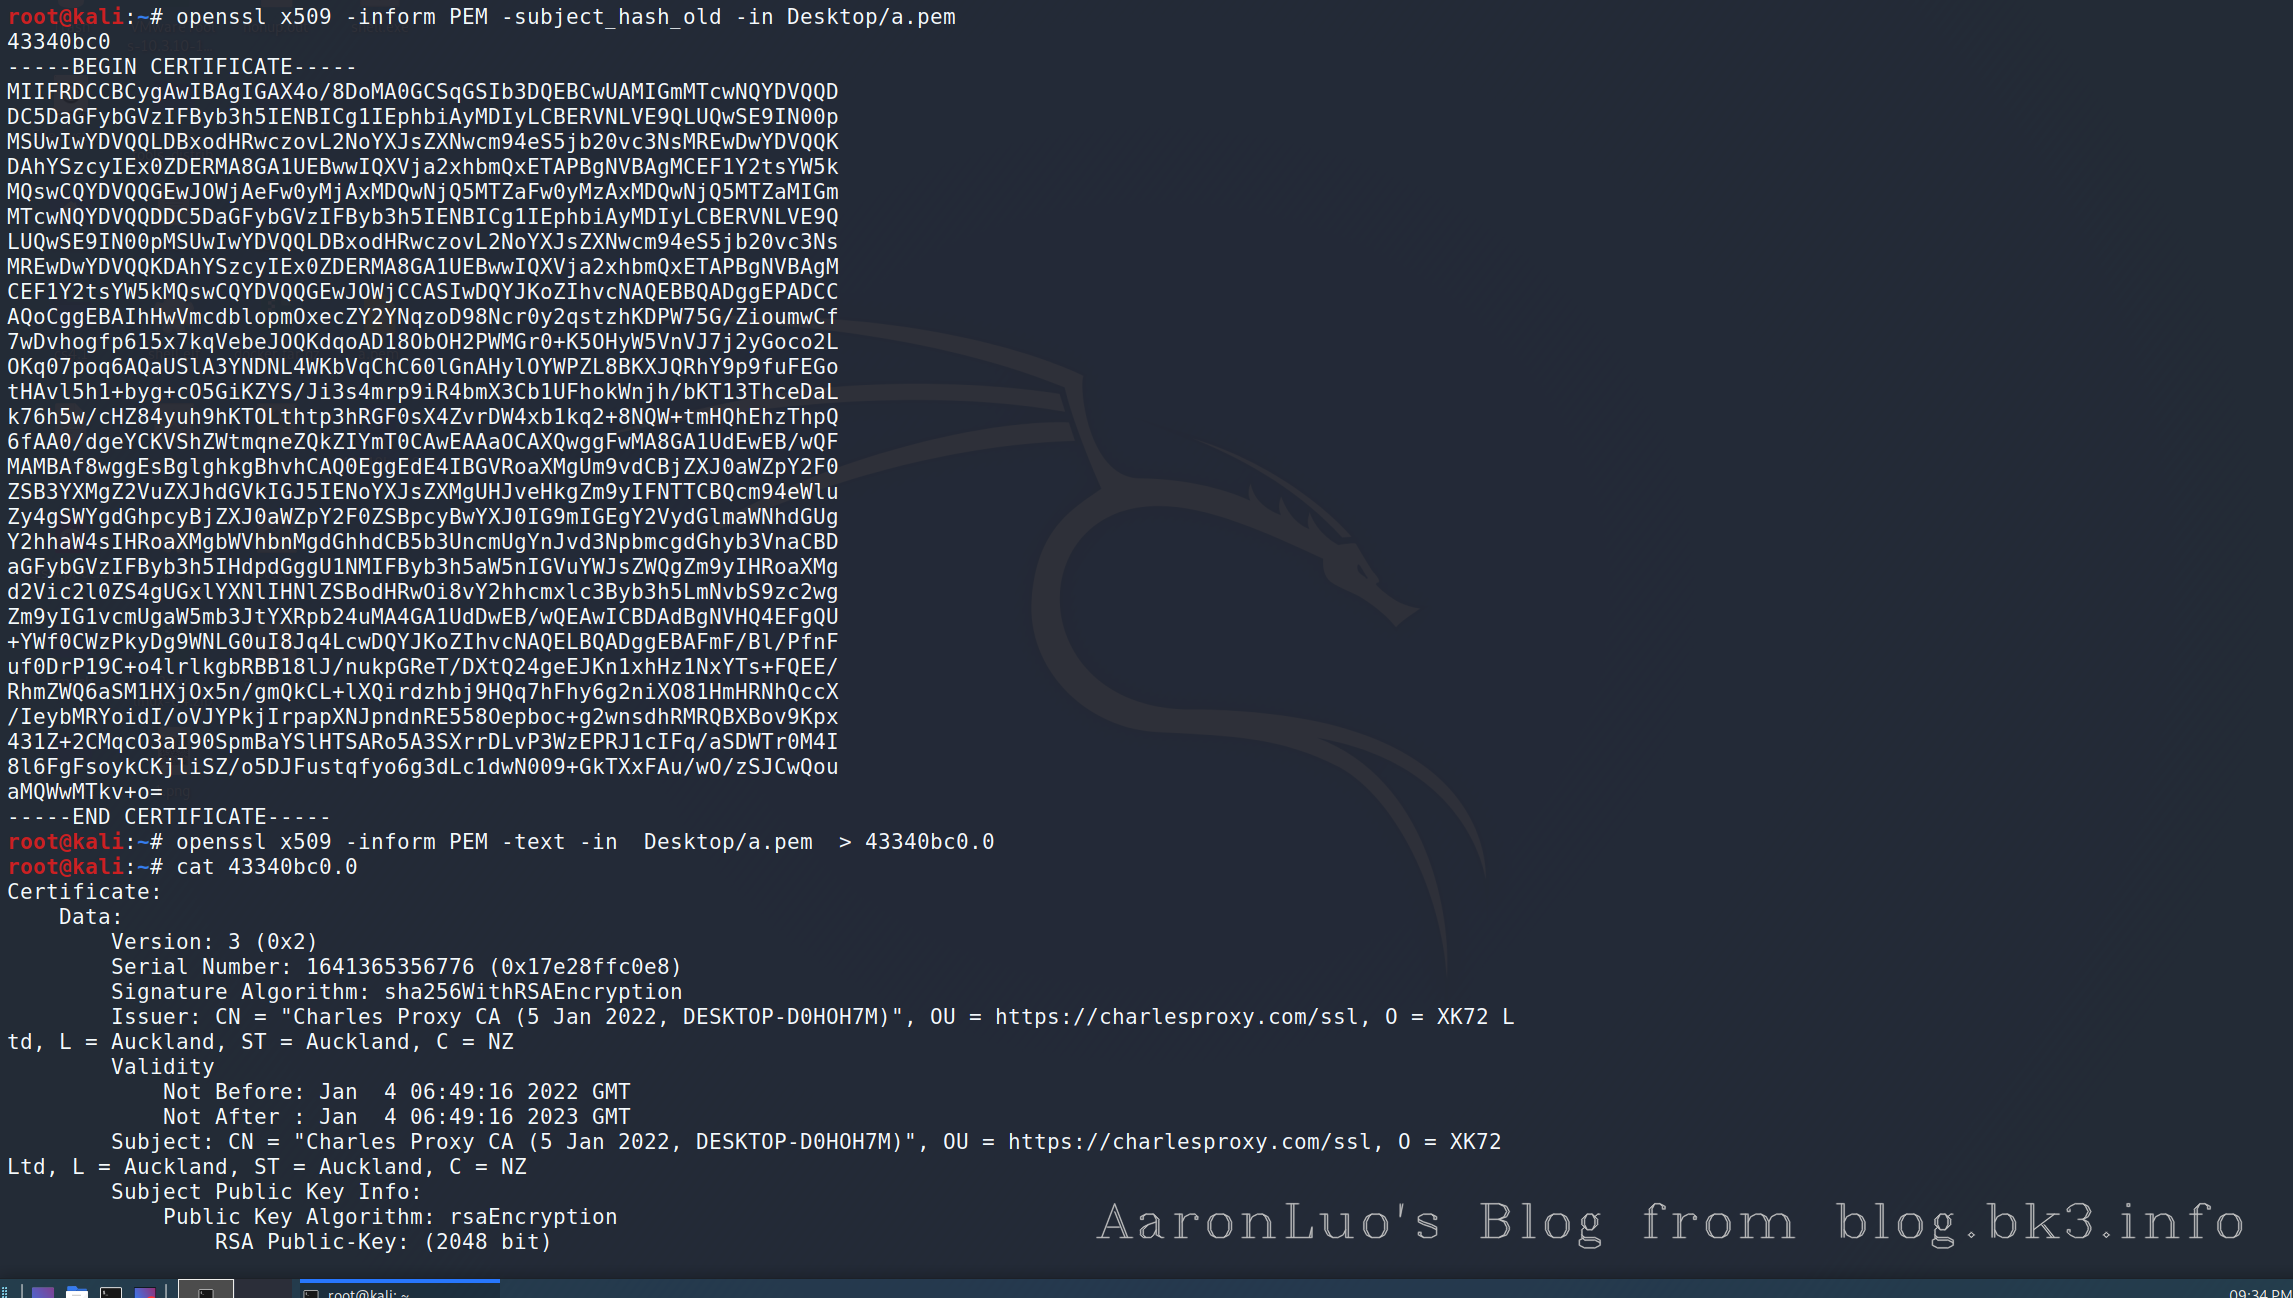 root@kali:~# openssl x509 -inform PEM -subject_hash_old -in Desktop/a.pem
43340bc0
-----BEGIN CERTIFICATE-----
MIIFRDCCBCygAwIBAgIGAX4o/8DoMA0GCSqGSIb3DQEBCwUAMIGmMTcwNQYDVQQD
DC5DaGFybGVzIFByb3h5IENBICg1IEphbiAyMDIyLCBERVNLVE9QLUQwSE9IN00p
MSUwIwYDVQQLDBxodHRwczovL2NoYXJsZXNwcm94eS5jb20vc3NsMREwDwYDVQQK
DAhYSzcyIEx0ZDERMA8GA1UEBwwIQXVja2xhbmQxETAPBgNVBAgMCEF1Y2tsYW5k
MQswCQYDVQQGEwJOWjAeFw0yMjAxMDQwNjQ5MTZaFw0yMzAxMDQwNjQ5MTZaMIGm
MTcwNQYDVQQDDC5DaGFybGVzIFByb3h5IENBICg1IEphbiAyMDIyLCBERVNLVE9Q
LUQwSE9IN00pMSUwIwYDVQQLDBxodHRwczovL2NoYXJsZXNwcm94eS5jb20vc3Ns
MREwDwYDVQQKDAhYSzcyIEx0ZDERMA8GA1UEBwwIQXVja2xhbmQxETAPBgNVBAgM
CEF1Y2tsYW5kMQswCQYDVQQGEwJOWjCCASIwDQYJKoZIhvcNAQEBBQADggEPADCC
AQoCggEBAIhHwVmcdblopmOxecZY2YNqzoD98Ncr0y2qstzhKDPW75G/ZioumwCf
7wDvhogfp615x7kqVebeJOQKdqoAD18ObOH2PWMGr0+K5OHyW5VnVJ7j2yGoco2L
OKq07poq6AQaUSlA3YNDNL4WKbVqChC60lGnAHylOYWPZL8BKXJQRhY9p9fuFEGo
tHAvl5h1+byg+cO5GiKZYS/Ji3s4mrp9iR4bmX3Cb1UFhokWnjh/bKT13ThceDaL
k76h5w/cHZ84yuh9hKTOLthtp3hRGF0sX4ZvrDW4xb1kq2+8NQW+tmHQhEhzThpQ
6fAA0/dgeYCKVShZWtmqneZQkZIYmT0CAwEAAaOCAXQwggFwMA8GA1UdEwEB/wQF
MAMBAf8wggEsBglghkgBhvhCAQ0EggEdE4IBGVRoaXMgUm9vdCBjZXJ0aWZpY2F0
ZSB3YXMgZ2VuZXJhdGVkIGJ5IENoYXJsZXMgUHJveHkgZm9yIFNTTCBQcm94eWlu
Zy4gSWYgdGhpcyBjZXJ0aWZpY2F0ZSBpcyBwYXJ0IG9mIGEgY2VydGlmaWNhdGUg
Y2hhaW4sIHRoaXMgbWVhbnMgdGhhdCB5b3UncmUgYnJvd3NpbmcgdGhyb3VnaCBD
aGFybGVzIFByb3h5IHdpdGggU1NMIFByb3h5aW5nIGVuYWJsZWQgZm9yIHRoaXMg
d2Vic2l0ZS4gUGxlYXNlIHNlZSBodHRwOi8vY2hhcmxlc3Byb3h5LmNvbS9zc2wg
Zm9yIG1vcmUgaW5mb3JtYXRpb24uMA4GA1UdDwEB/wQEAwICBDAdBgNVHQ4EFgQU
+YWf0CWzPkyDg9WNLG0uI8Jq4LcwDQYJKoZIhvcNAQELBQADggEBAFmF/Bl/PfnF
uf0DrP19C+o4lrlkgbRBB18lJ/nukpGReT/DXtQ24geEJKn1xhHz1NxYTs+FQEE/
RhmZWQ6aSM1HXjOx5n/gmQkCL+lXQirdzhbj9HQq7hFhy6g2niXO81HmHRNhQccX
/IeybMRYoidI/oVJYPkjIrpapXNJpndnRE558Oepboc+g2wnsdhRMRQBXBov9Kpx
431Z+2CMqcO3aI90SpmBaYSlHTSARo5A3SXrrDLvP3WzEPRJ1cIFq/aSDWTr0M4I
8l6FgFsoykCKjliSZ/o5DJFustqfyo6g3dLc1dwN009+GkTXxFAu/wO/zSJCwQou
aMQWwMTkv+o=
-----END CERTIFICATE-----
root@kali:~# openssl x509 -inform PEM -text -in  Desktop/a.pem  > 43340bc0.0
root@kali:~# cat 43340bc0.0
Certificate:
    Data:
        Version: 3 (0x2)
        Serial Number: 1641365356776 (0x17e28ffc0e8)
        Signature Algorithm: sha256WithRSAEncryption
        Issuer: CN = "Charles Proxy CA (5 Jan 2022, DESKTOP-D0HOH7M)", OU = https://charlesproxy.com/ssl, O = XK72 L
td, L = Auckland, ST = Auckland, C = NZ
        Validity
            Not Before: Jan  4 06:49:16 2022 GMT
            Not After : Jan  4 06:49:16 2023 GMT
        Subject: CN = "Charles Proxy CA (5 Jan 2022, DESKTOP-D0HOH7M)", OU = https://charlesproxy.com/ssl, O = XK72
Ltd, L = Auckland, ST = Auckland, C = NZ
        Subject Public Key Info:
            Public Key Algorithm: rsaEncryption
                RSA Public-Key: (2048 bit)
AaronLuo's Blog from blog.bk3.info
root@kali: ~
09:34 PM